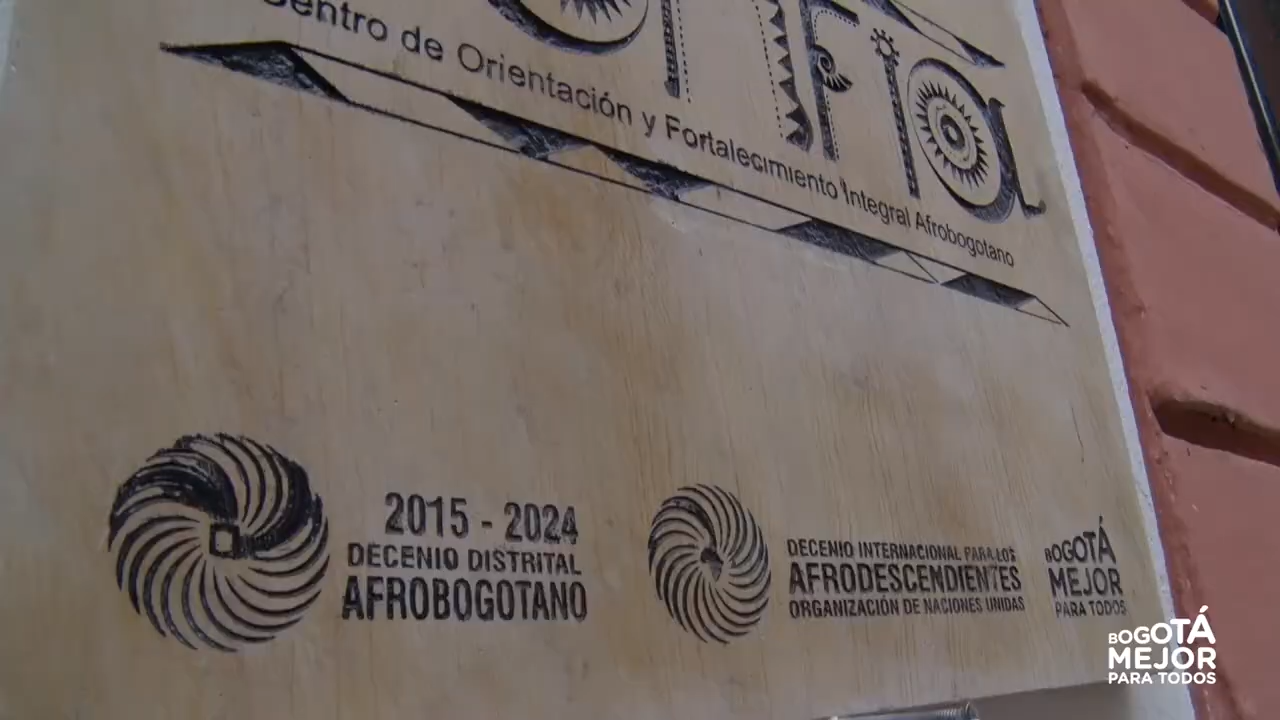 Centro de Orientación y Fortalecimiento Integral Afrobogotano
2015 - 2024
DECENIO DISTRITAL
AFROBOGOTANO
DECENIO INTERNACIONAL PARA LOS
AFRODESCENDIENTES
ORGANIZACIÓN DE NACIONES UNIDAS
BOGOTÁ
MEJOR
PARA TODOS
BOGOTÁ
MEJOR
PARA TODOS